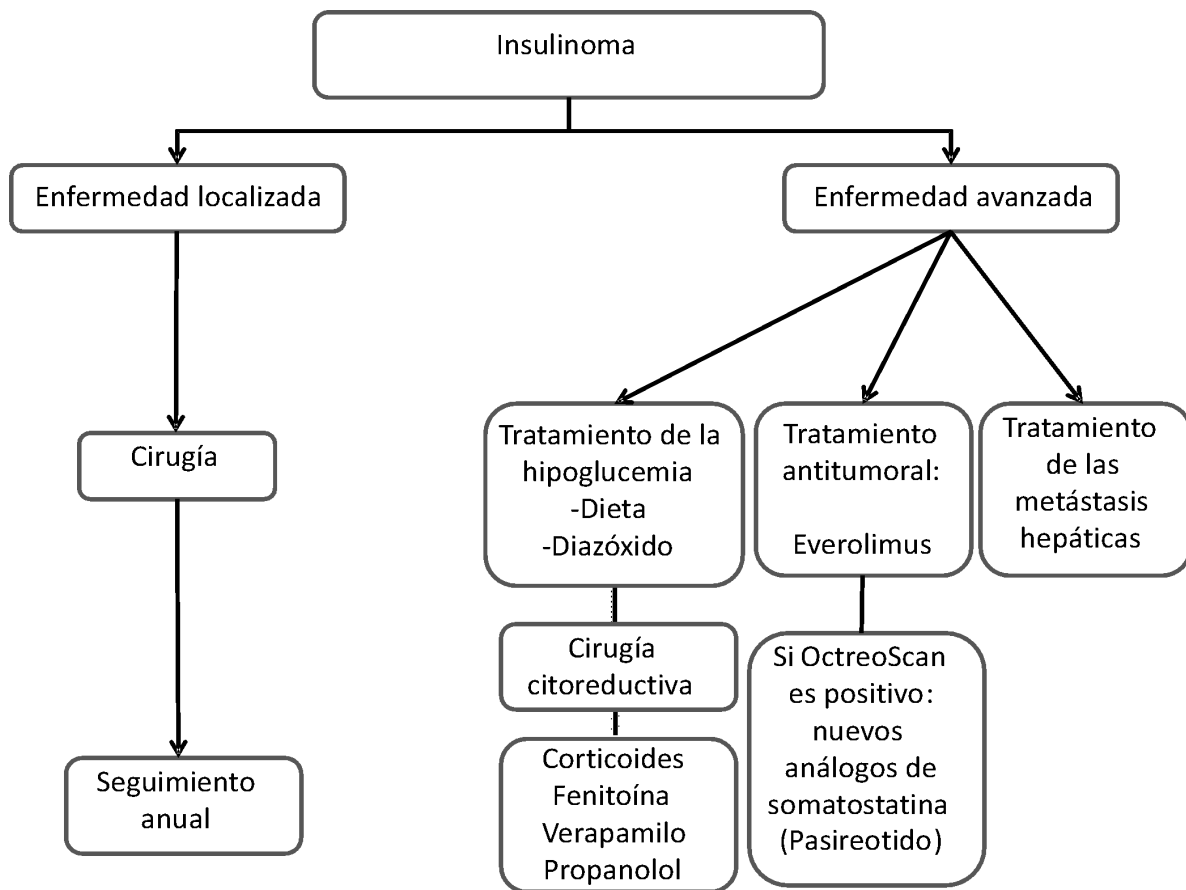 Insulinoma
Enfermedad localizada
Enfermedad avanzada
Cirugía
Seguimiento
anual
Tratamiento de la
hipoglucemia
-Dieta
-Diazóxido
Cirugía
citoreductiva
Corticoides
Fenitoína
Verapamilo
Propanolol
Tratamiento
antitumoral:
Everolimus
Si OctreoScan
es positivo:
nuevos
análogos de
somatostatina
(Pasireotido)
Tratamiento
de las
metástasis
hepáticas